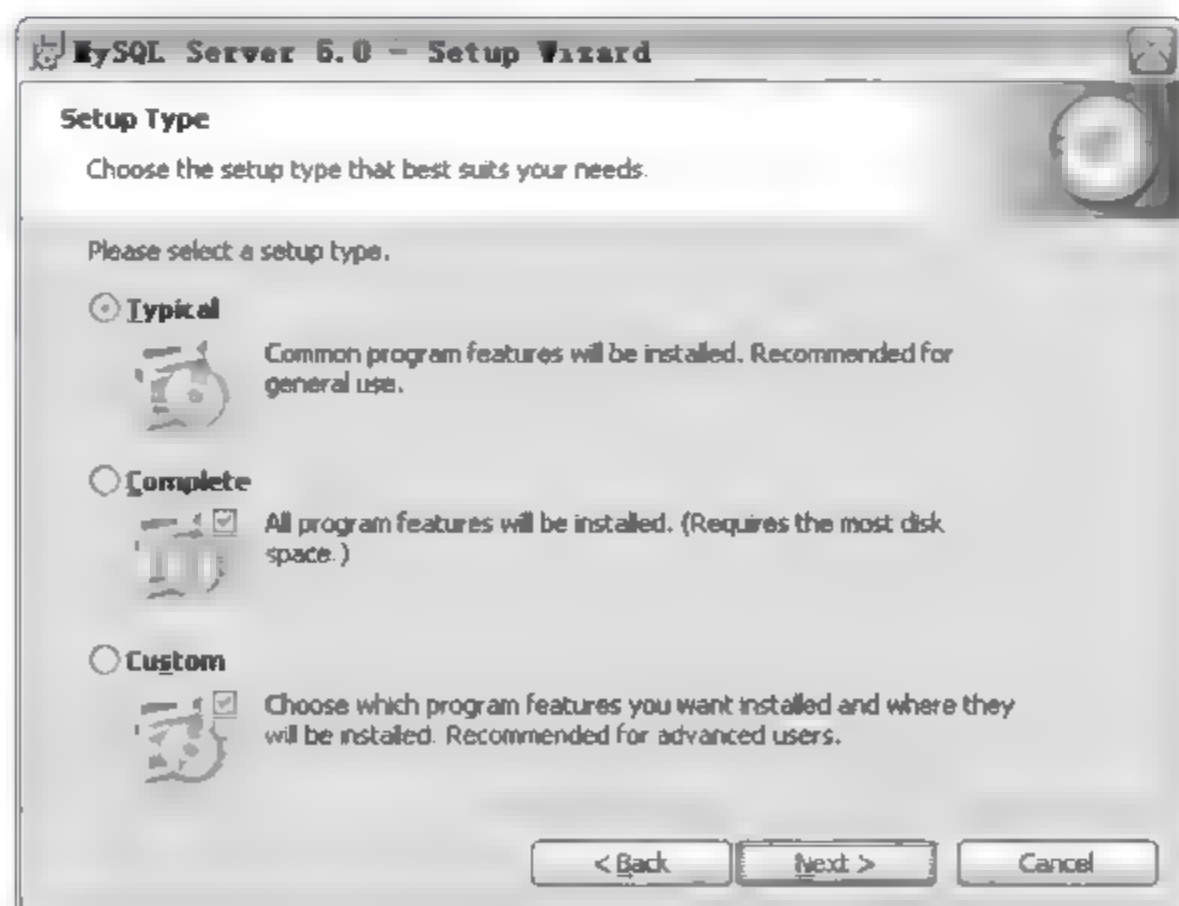 MySQL Server 6.0 - Setup Wizard
Setup Type
Choose the setup type that best suits your needs.
Please select a setup type.
Typical
Common program features will be installed. Recommended for
general use.
Complete
All program features will be installed. (Requires the most disk
space.)
Custom
Choose which program features you want installed and where they
will be installed. Recommended for advanced users.
< Back
Next >
Cancel